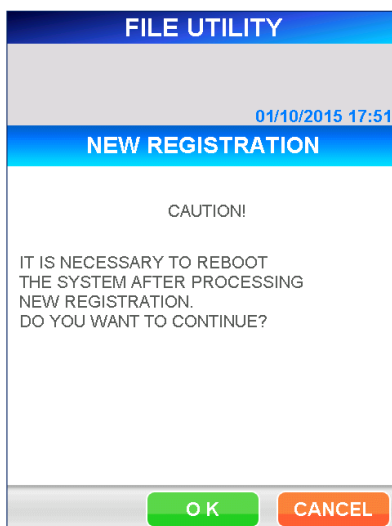 FILE UTILITY
01/10/2015 17:51
NEW REGISTRATION
CAUTION!
IT IS NECESSARY TO REBOOT
THE SYSTEM AFTER PROCESSING
NEW REGISTRATION.
DO YOU WANT TO CONTINUE?
O K CANCEL